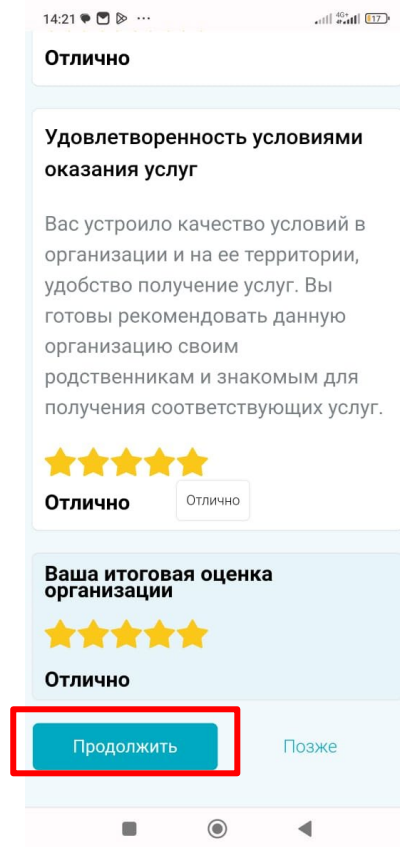 14:21
4G+
17
Отлично
Удовлетворенность условиями
оказания услуг
Вас устроило качество условий в
организации и на ее территории,
удобство получение услуг. Вы
готовы рекомендовать данную
организацию своим
родственникам и знакомым для
получения соответствующих услуг.
Отлично
Отлично
Ваша итоговая оценка
организации
Отлично
Продолжить
Позже